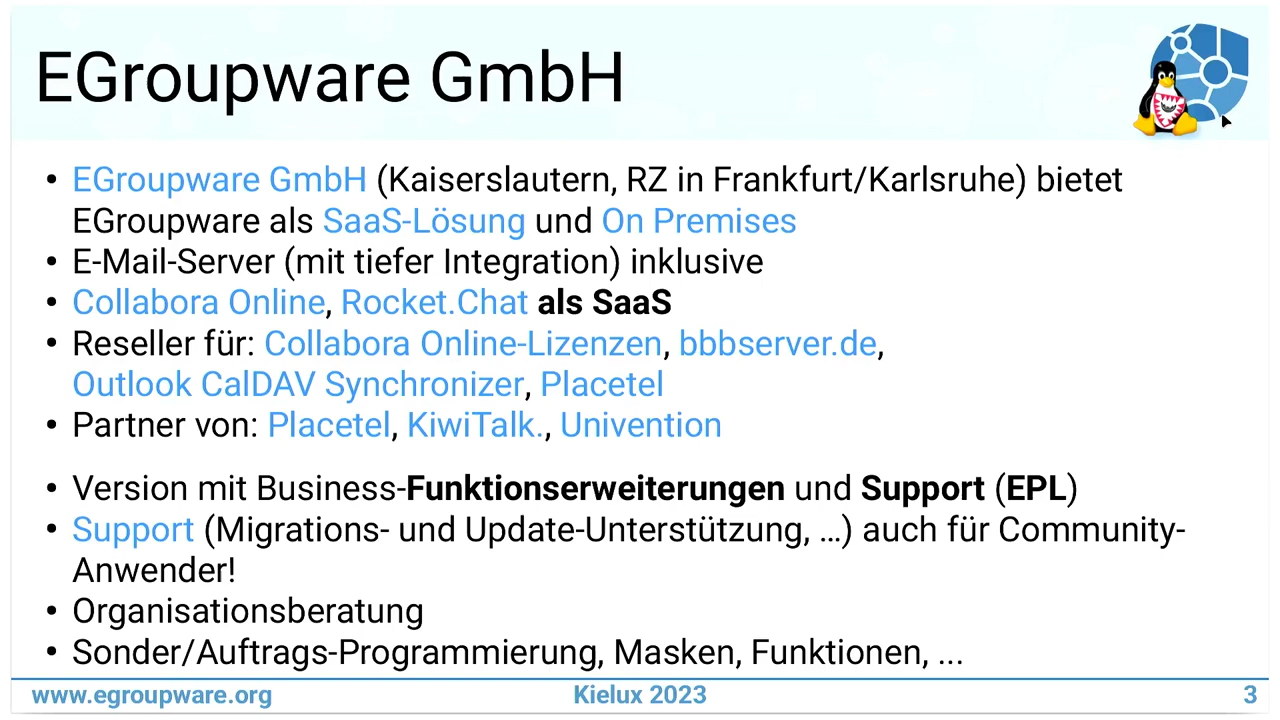 EGroupware GmbH
• EGroupware GmbH (Kaiserslautern, RZ in Frankfurt/Karlsruhe) bietet
EGroupware als SaaS-Lösung und On Premises
• E-Mail-Server (mit tiefer Integration) inklusive
• Collabora Online, Rocket.Chat als SaaS
• Reseller für: Collabora Online-Lizenzen, bbbserver.de,
Outlook CalDAV Synchronizer, Placetel
• Partner von: Placetel, KiwiTalk., Univention
• Version mit Business-Funktionserweiterungen und Support (EPL)
• Support (Migrations- und Update-Unterstützung, …) auch für Community-
Anwender!
• Organisationsberatung
• Sonder/Auftrags-Programmierung, Masken, Funktionen, ...
www.egroupware.org Kielux 2023 3